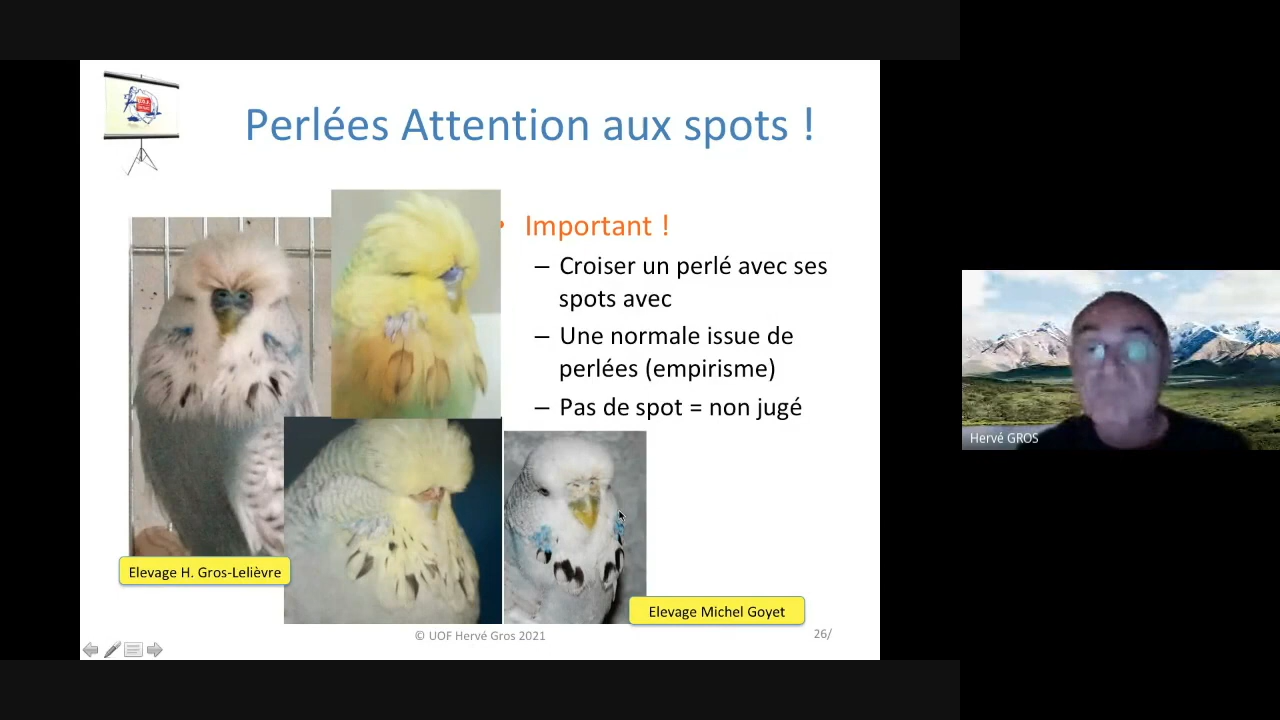 Perlées Attention aux spots !
• Important !
– Croiser un perlé avec ses
spots avec
– Une normale issue de
perlées (empirisme)
– Pas de spot = non jugé
Elevage H. Gros-Lelièvre
Elevage Michel Goyet
© UOF Hervé Gros 2021
26/
Hervé GROS